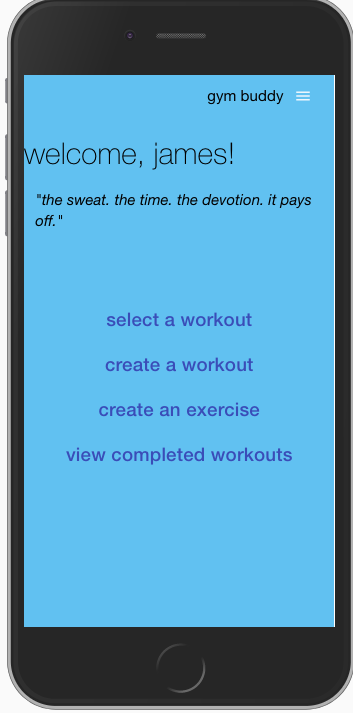 gym buddy
welcome, james!
"the sweat. the time. the devotion. it pays
off."
select a workout
create a workout
create an exercise
view completed workouts